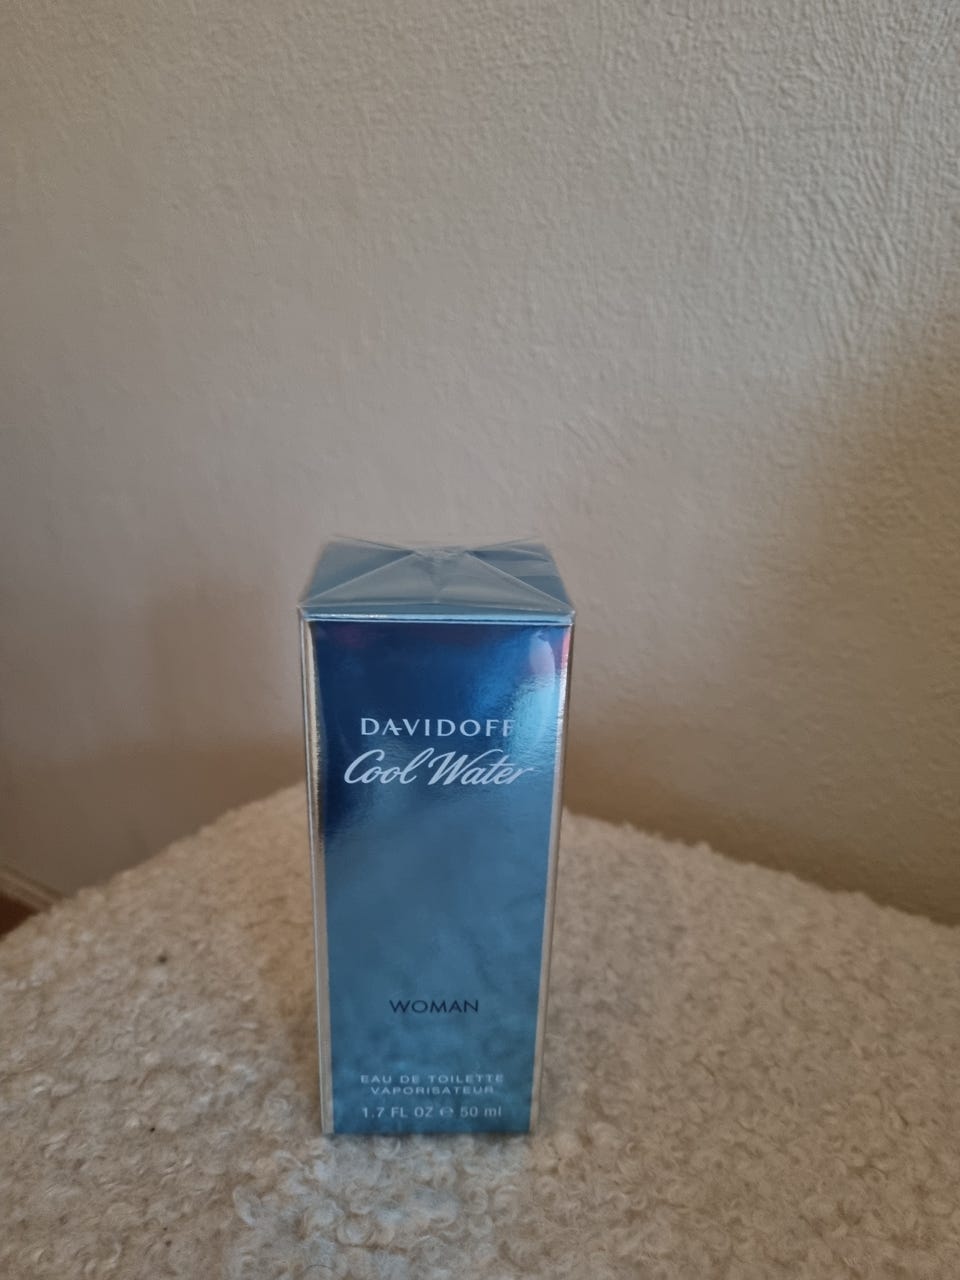 DAVIDOFF
Cool Water
WOMAN
EAU DE TOILETTE
VAPORISATEUR
1.7 FL OZ ℮ 50 ml